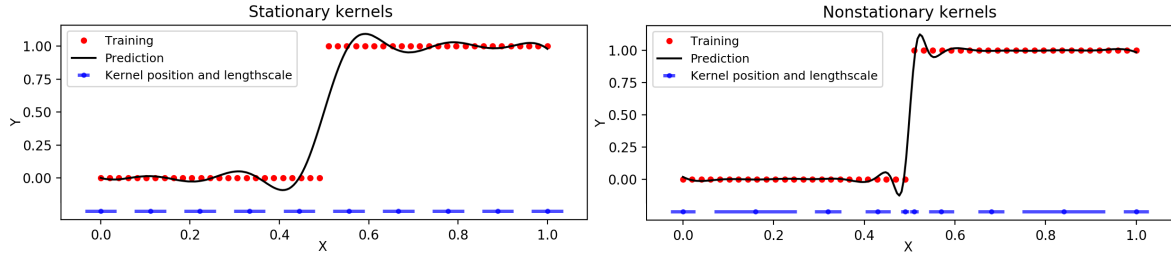 Stationary kernels
Training
Prediction
Kernel position and lengthscale
Y
1.00
0.75
0.50
0.25
0.00
0.0 0.2 0.4 0.6 0.8 1.0
X
Nonstationary kernels
Training
Prediction
Kernel position and lengthscale
Y
1.00
0.75
0.50
0.25
0.00
0.0 0.2 0.4 0.6 0.8 1.0
X